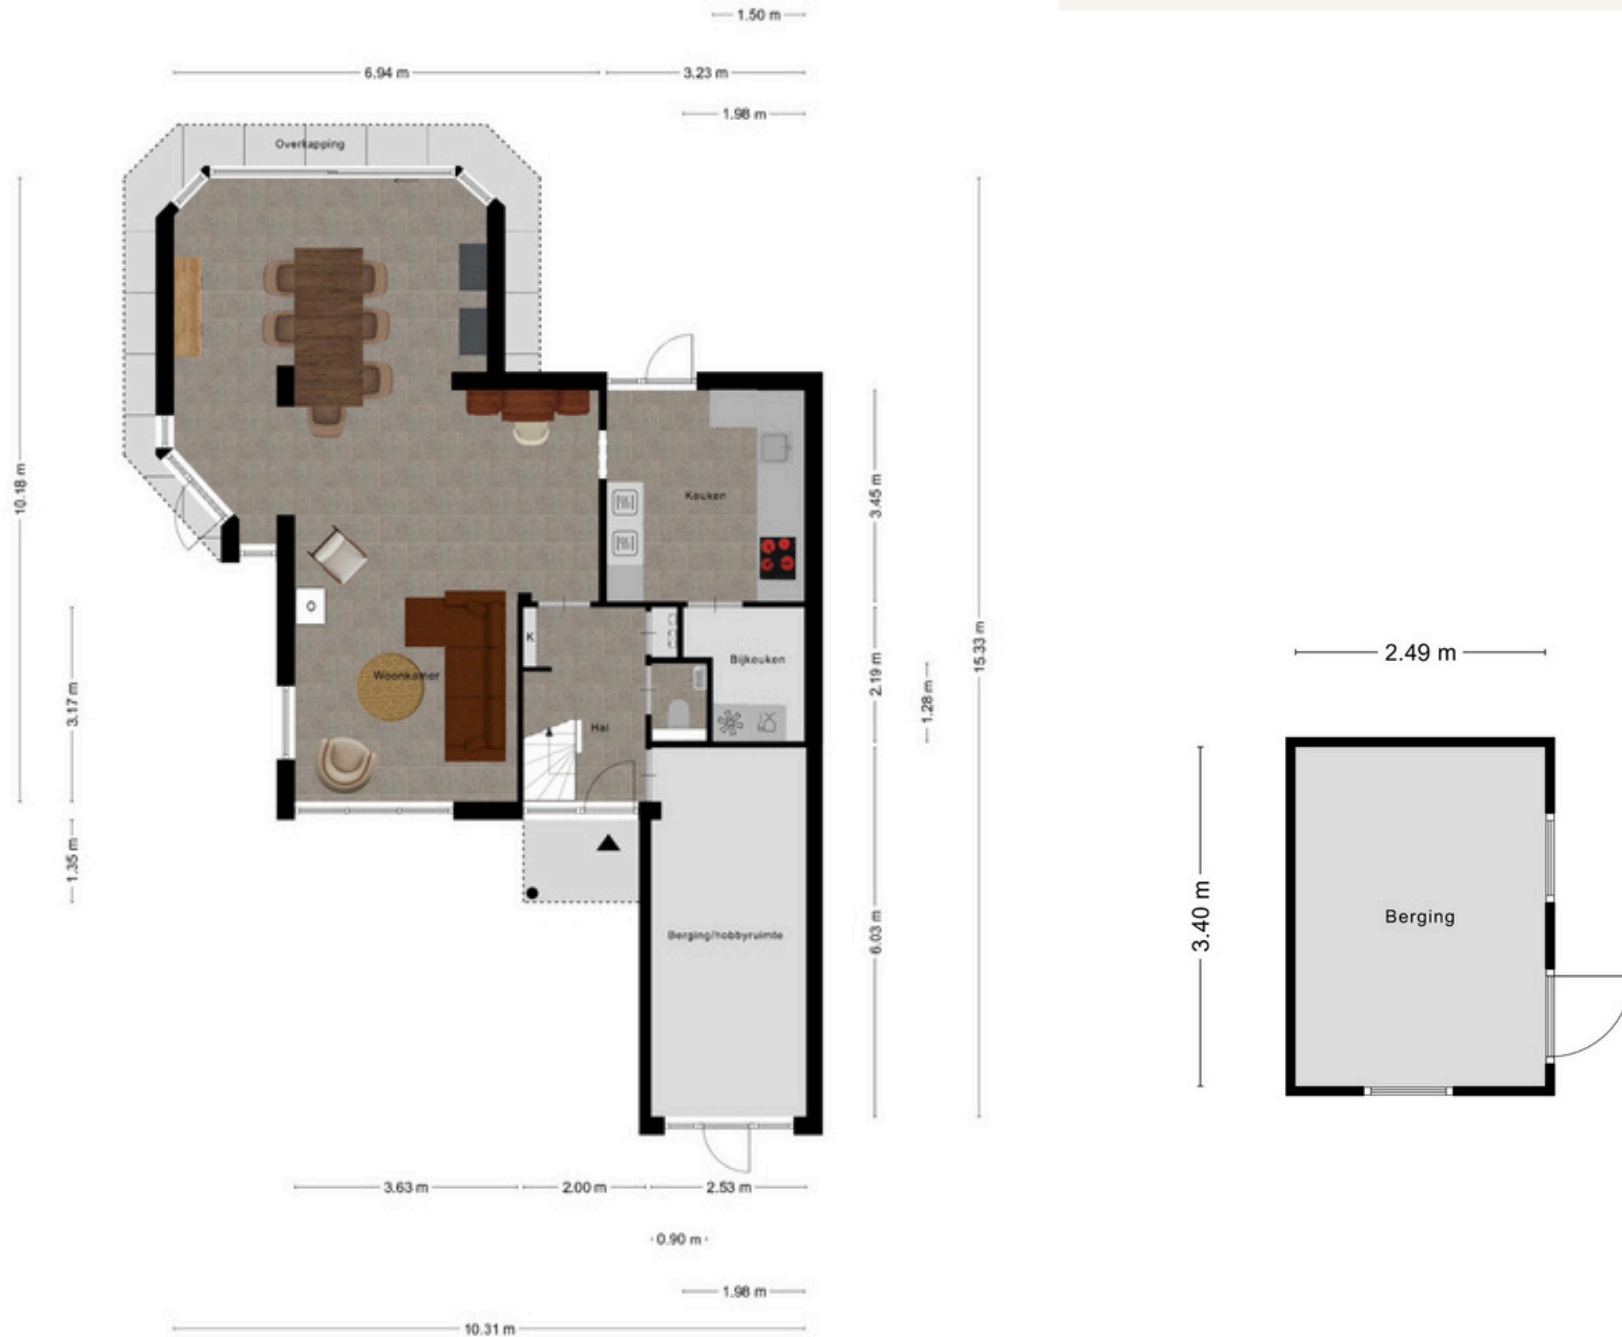 1.50 m
6.94 m
3.23 m
1.98 m
Overkapping
10.18 m
Keuken
3.45 m
15.33 m
K
Woonkamer
Bijkeuken
Hal
3.17 m
2.19 m
1.28 m
1.35 m
Berging/hobbyruimte
6.03 m
3.63 m
2.00 m
2.53 m
0.90 m
1.98 m
10.31 m
2.49 m
3.40 m
Berging